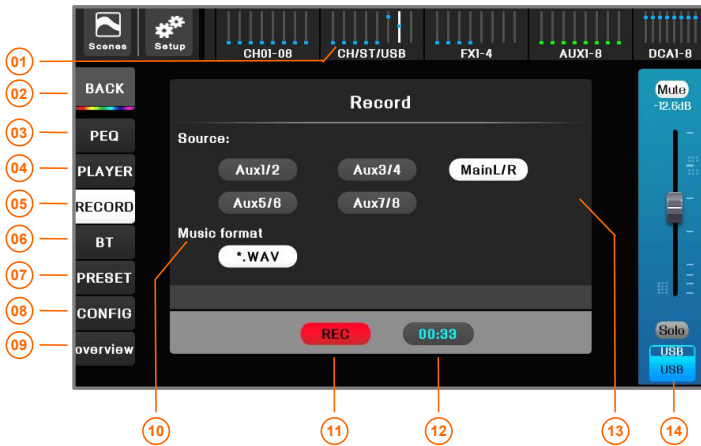 Scenes
Setup
CH01-08
CH/ST/USB
FX1-4
AUX1-8
DCA1-8
01
02
03
04
05
06
07
08
09
BACK
PEQ
PLAYER
RECORD
BT
PRESET
CONFIG
overview
Record
Source:
Aux1/2
Aux3/4
MainL/R
Aux5/6
Aux7/8
Music format
*.WAV
REC
00:33
Mute
-12.6dB
Solo
USB
USB
10
11
12
13
14